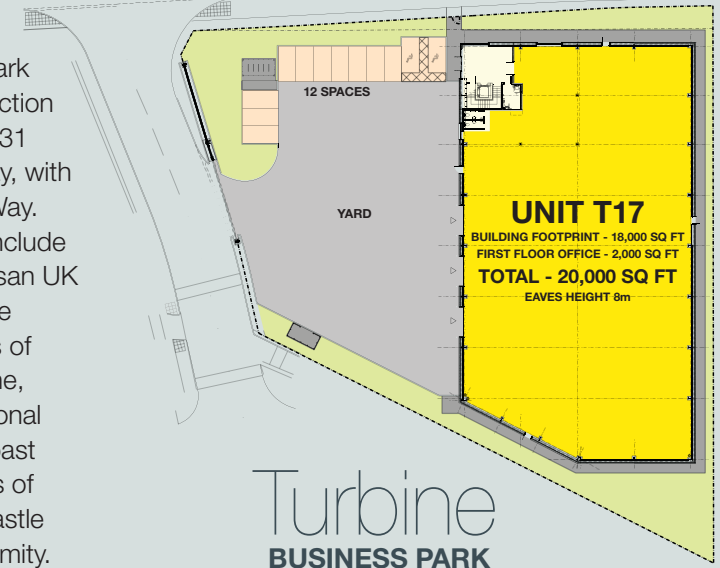 ark
ction
31
y, with
Way.
nclude
san UK
e
s of
ne,
onal
oast
s of
astle
mity.
12 SPACES
YARD
UNIT T17
BUILDING FOOTPRINT - 18,000 SQ FT
FIRST FLOOR OFFICE - 2,000 SQ FT
TOTAL - 20,000 SQ FT
EAVES HEIGHT 8m
Turbine
BUSINESS PARK